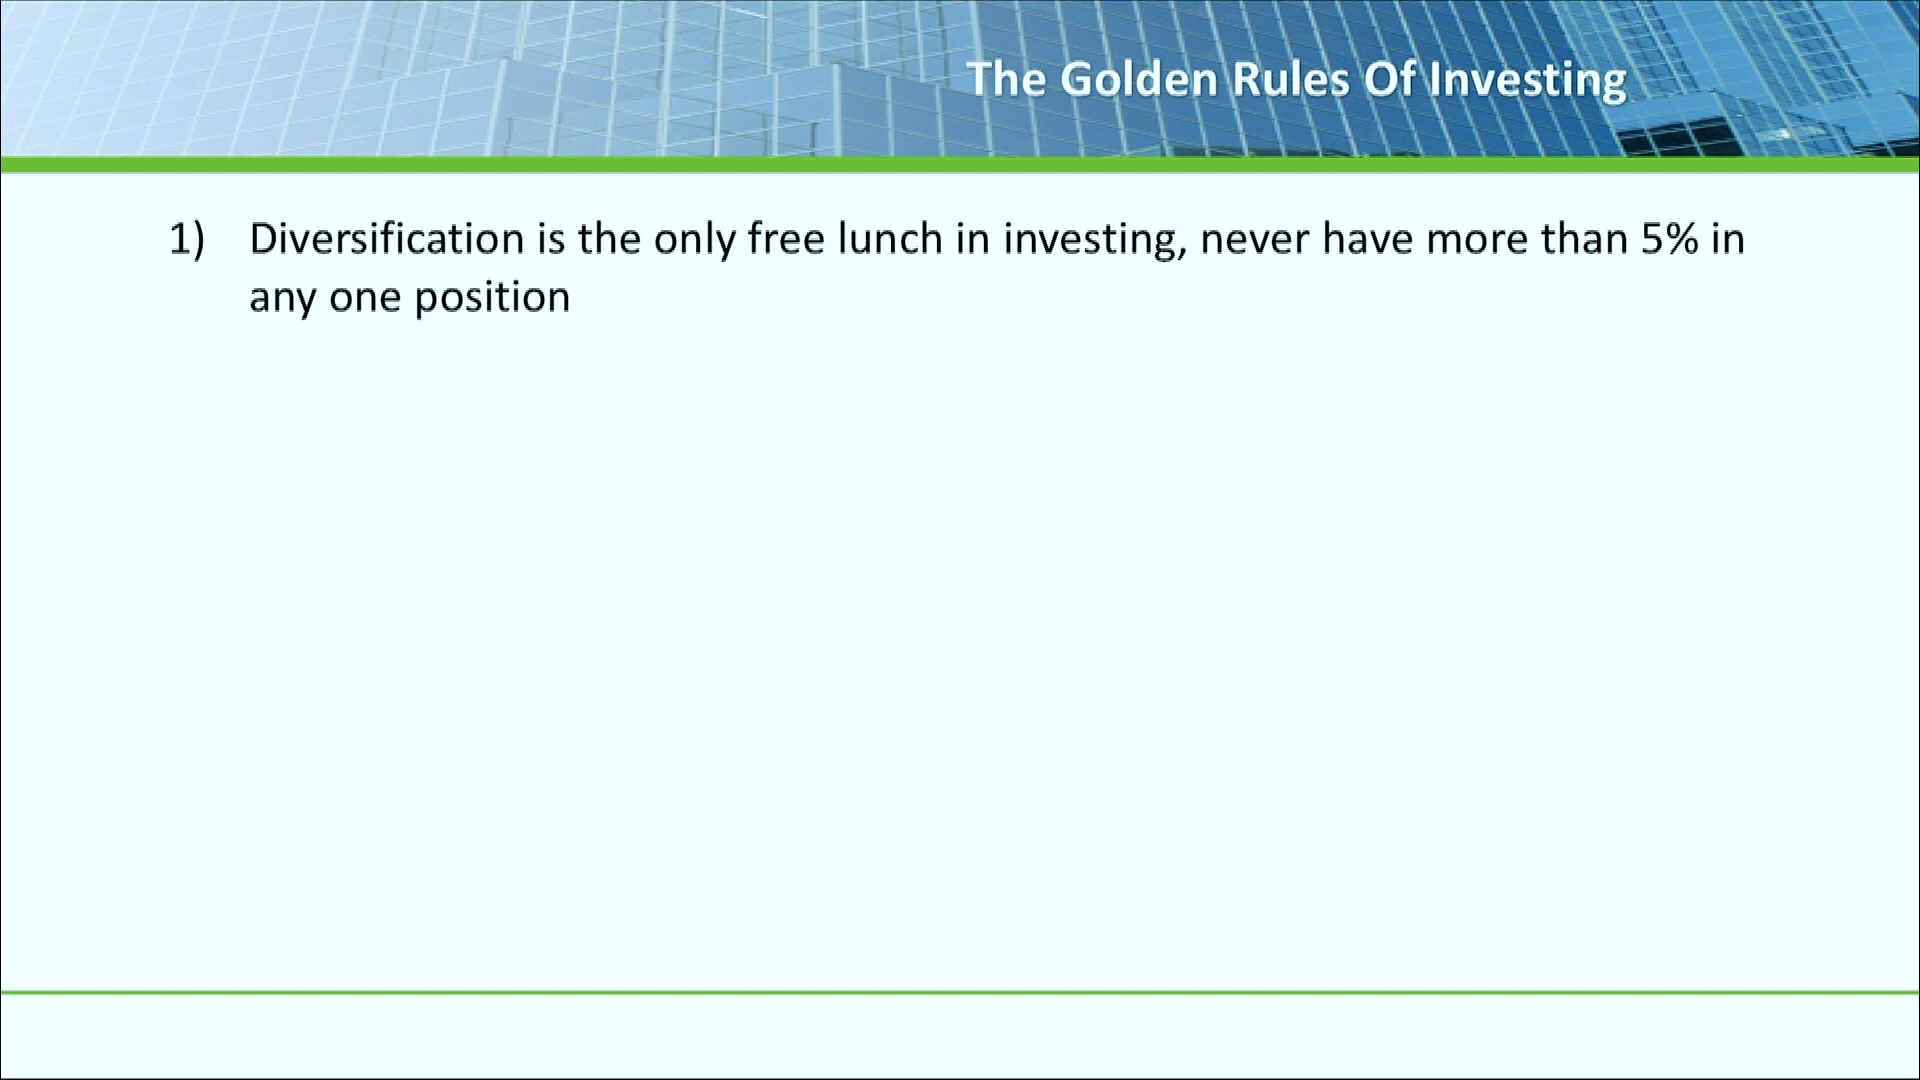 The Golden Rules Of Investing
1) Diversification is the only free lunch in investing, never have more than 5% in
any one position